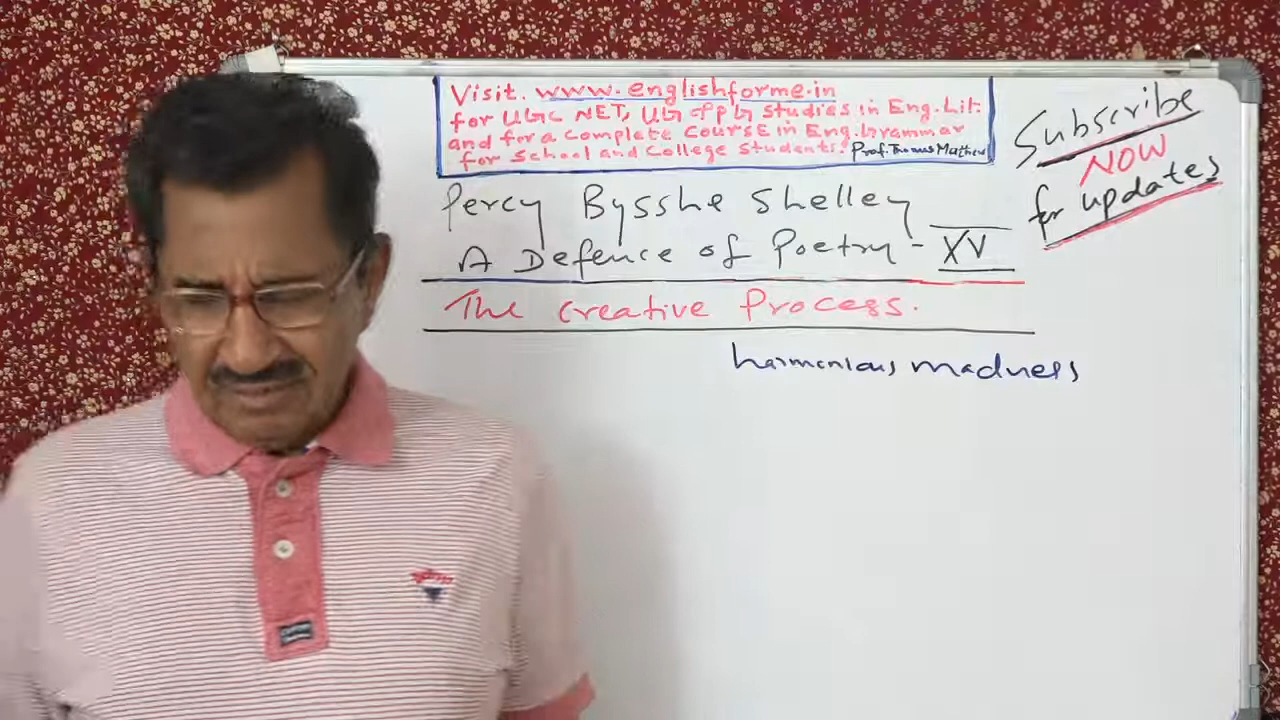 Visit. www.englishforme.in
for UGC NET, UG & PG Studies in Eng. Lit.
and for a Complete Course in Eng. Grammar
for School and College Students. Prof. Thomas Mathew
Percy Bysshe Shelley
A Defence of Poetry - XV
The Creative Process.
harmonious madness
Subscribe
NOW
for updates